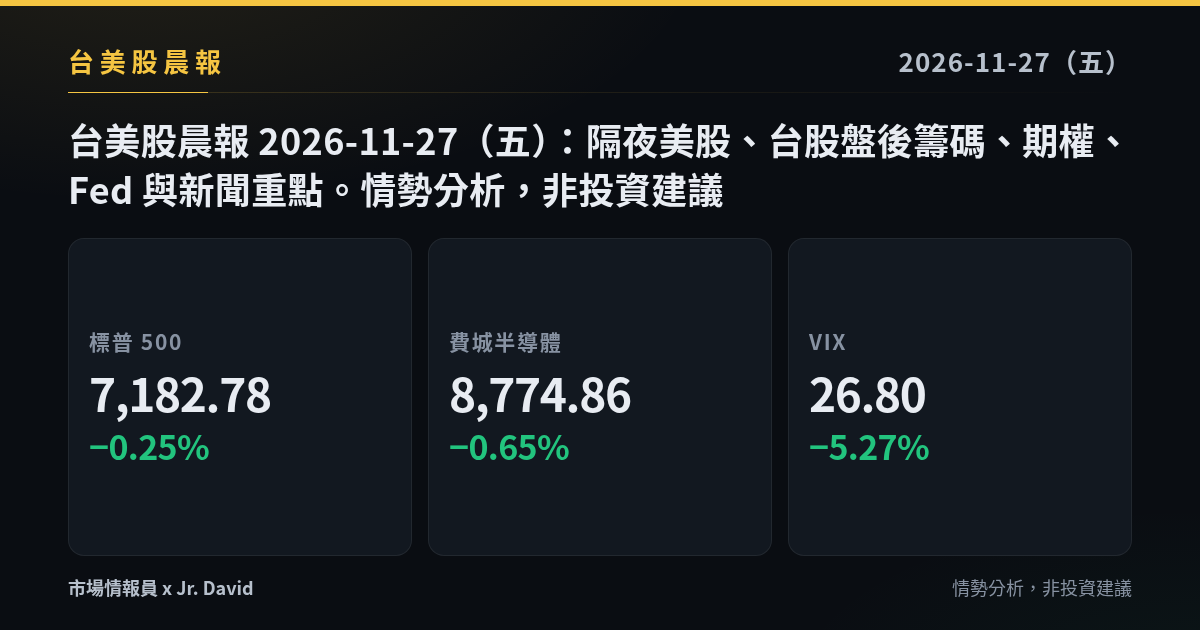 台美股晨報
2026-11-27（五）
台美股晨報 2026-11-27（五）：隔夜美股、台股盤後籌碼、期權、
Fed 與新聞重點。情勢分析，非投資建議
標普 500
7,182.78
−0.25%
費城半導體
8,774.86
−0.65%
VIX
26.80
−5.27%
市場情報員 x Jr. David
情勢分析，非投資建議